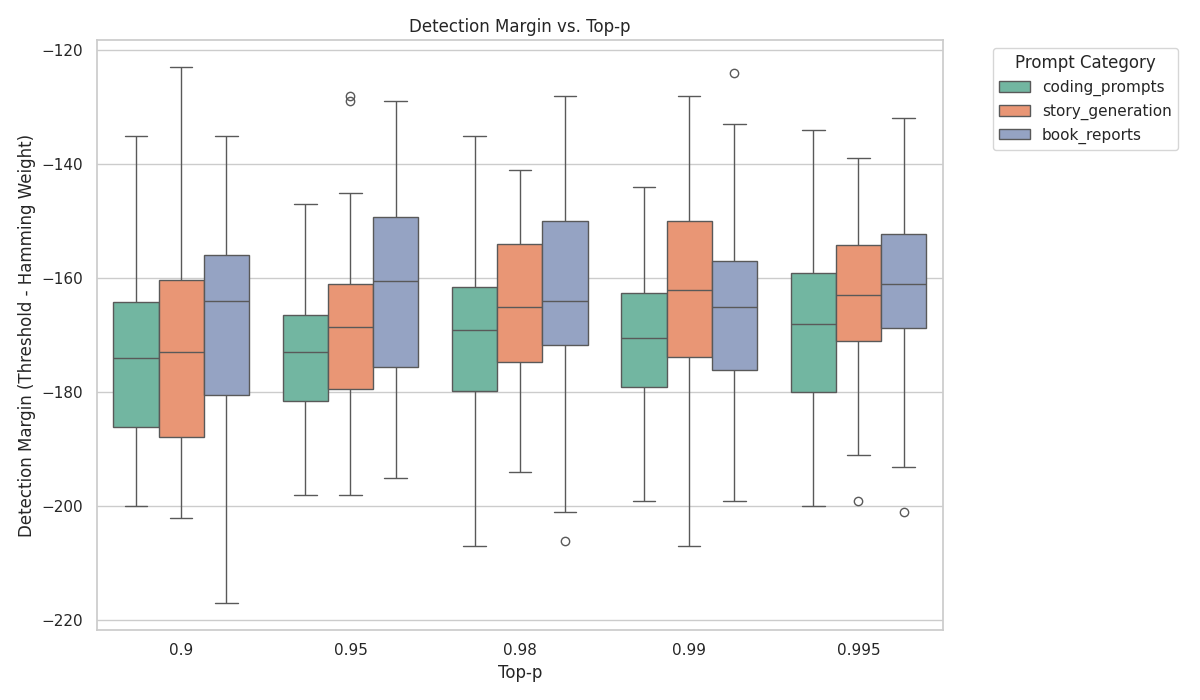 Detection Margin vs. Top-p
Detection Margin (Threshold - Hamming Weight)
−120
−140
−160
−180
−200
−220
0.9
0.95
0.98
0.99
0.995
Top-p
Prompt Category
coding_prompts
story_generation
book_reports